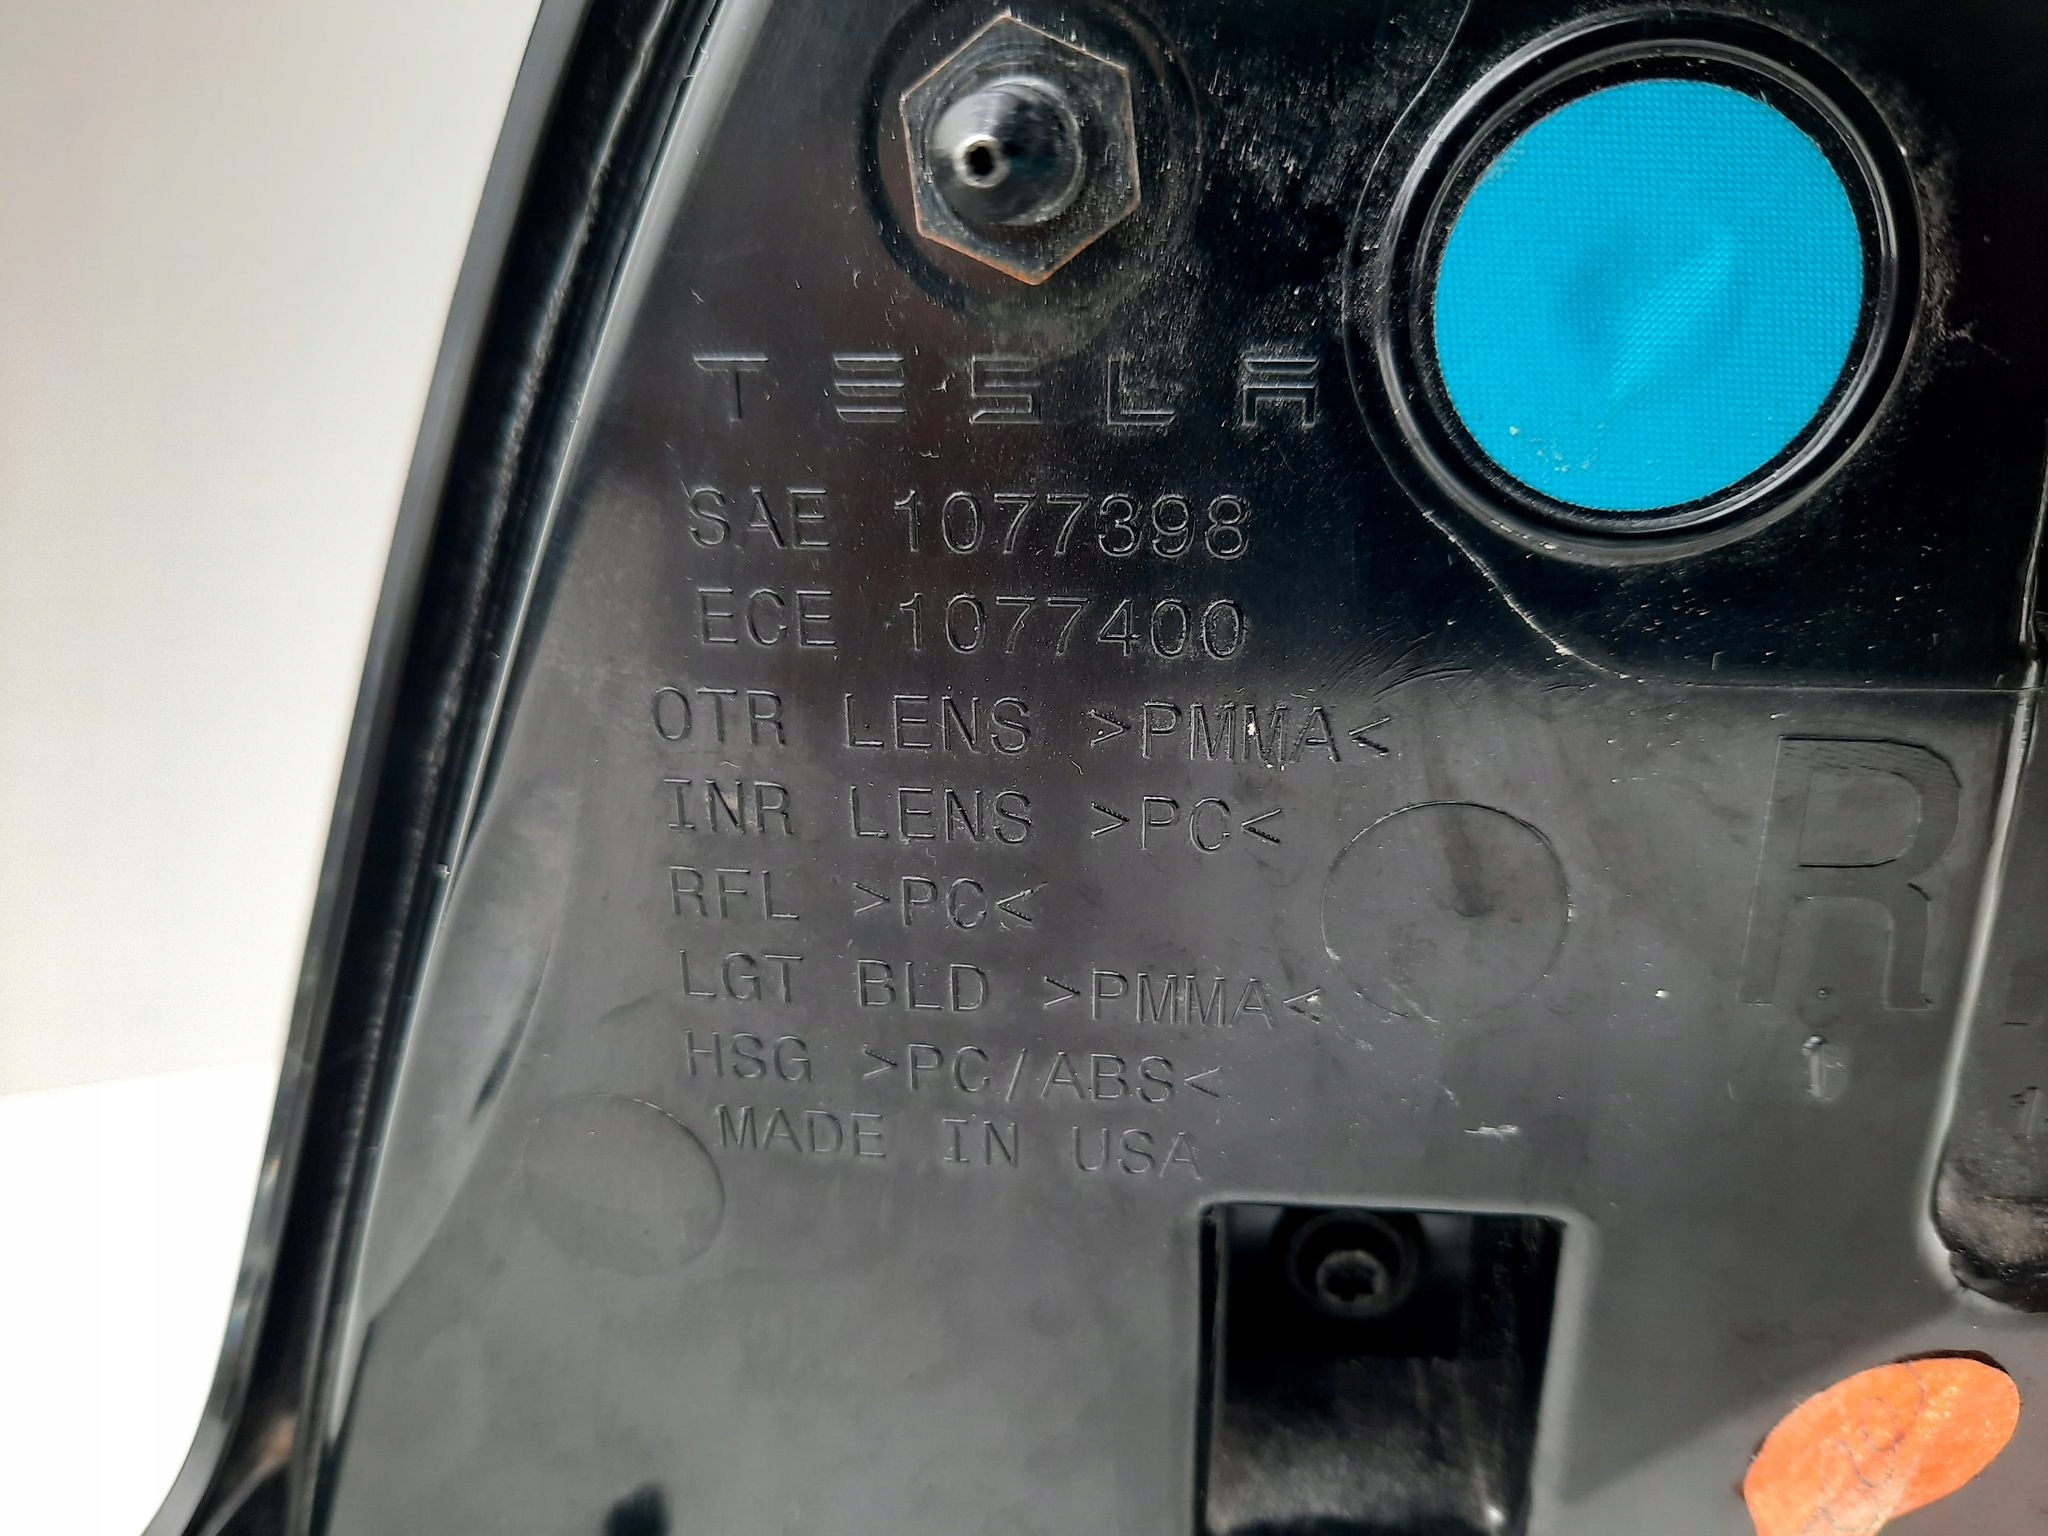 TESLA
SAE 1077398
ECE 1077400
OTR LENS >PMMA<
INR LENS >PC<
RFL >PC<
LGT BLD >PMMA<
HSG >PC/ABS<
MADE IN USA
R
1